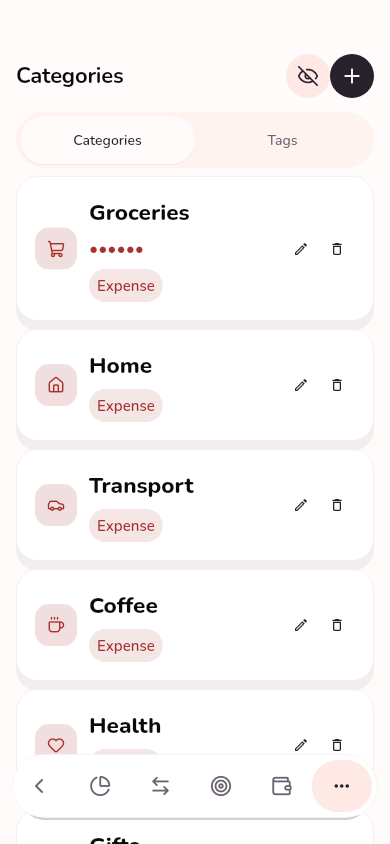 Categories
Categories
Tags
Groceries
••••••
Expense
Home
Expense
Transport
Expense
Coffee
Expense
Health